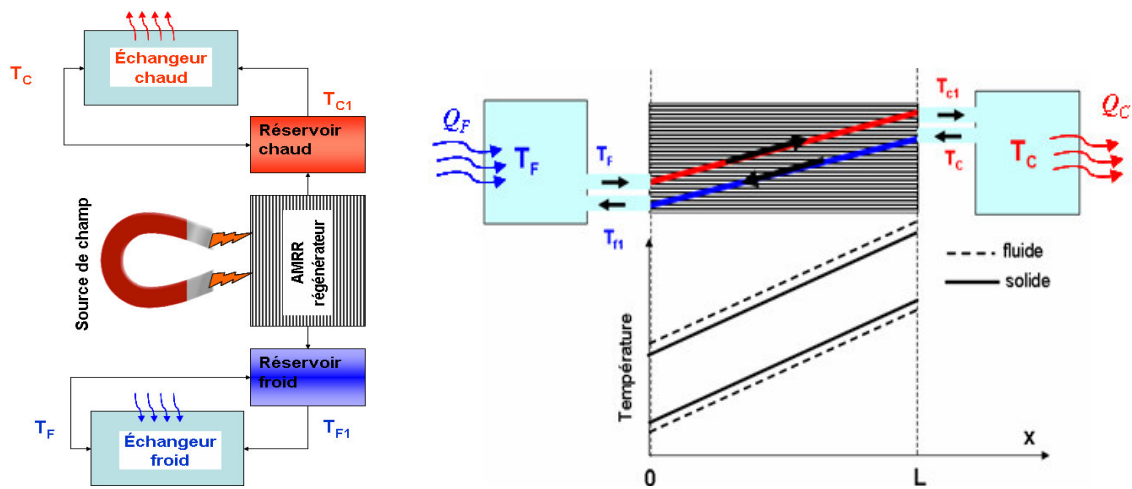 Échangeur
chaud
T_C
T_C1
Réservoir
chaud
Source de champ
AMRR
régénérateur
Réservoir
froid
T_F
T_F1
Échangeur
froid
Q_F
T_F
T_F
T_f1
T_c1
T_C
T_C
Q_C
fluide
solide
Température
X
0
L